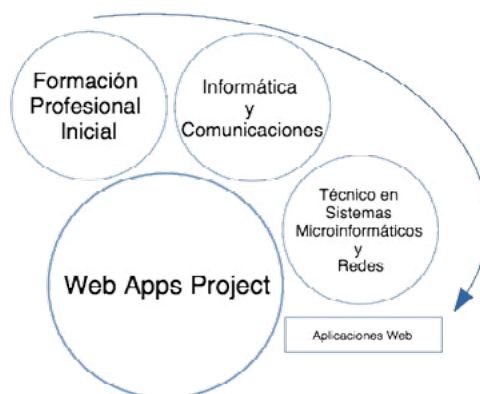 Formación
Profesional
Inicial
Informática
y
Comunicaciones
Técnico en
Sistemas
Microinformáticos
y
Redes
Web Apps Project
Aplicaciones Web